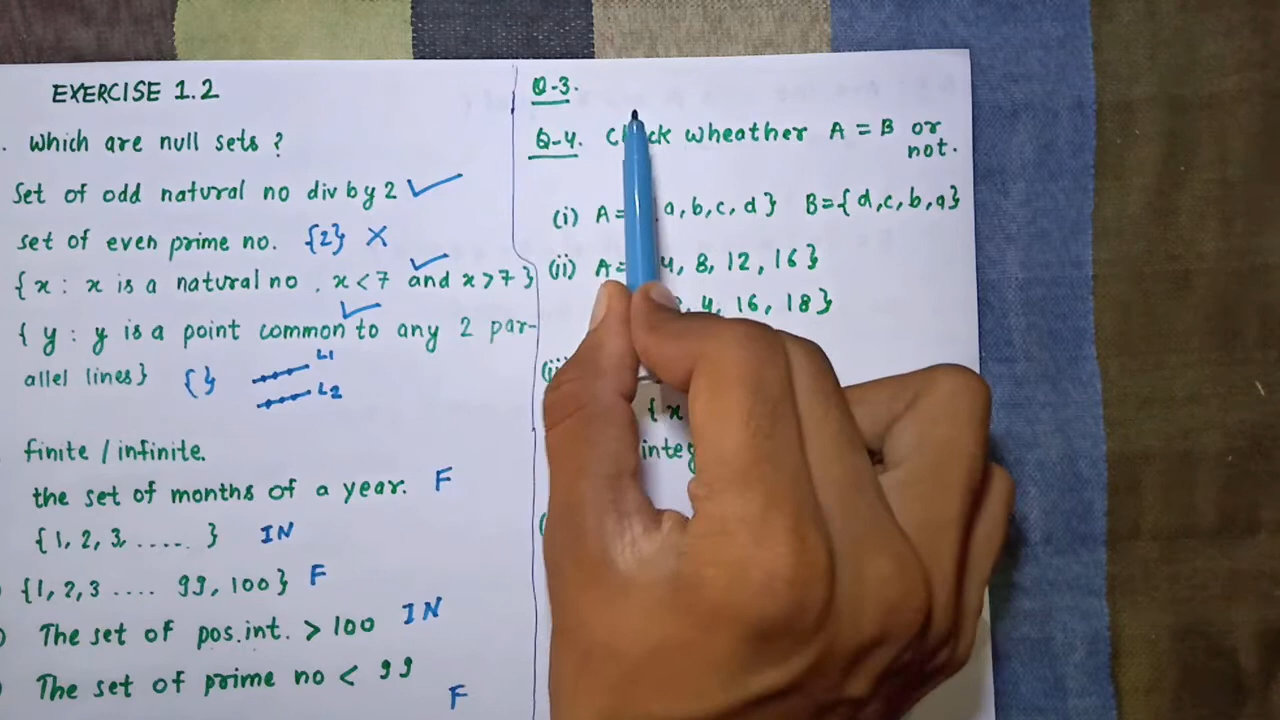 EXERCISE 1.2
. Which are null sets ?
Set of odd natural no div by 2
set of even prime no. {2} X
{ x : x is a natural no , x < 7 and x > 7 }
{ y : y is a point common to any 2 par-
allel lines} {} L1
L2
finite / infinite.
the set of months of a year. F
{1, 2, 3, ..... } IN
{1, 2, 3 .... 99, 100} F
The set of pos. int. > 100 IN
The set of prime no < 99
F
Q-3.
Q-4. wheather A = B or
not.
(i) A= a, b, c, d } B={ d, c, b, a}
(ii) A= 4, 8, 12, 16 }
4, 16, 18 }
{ x